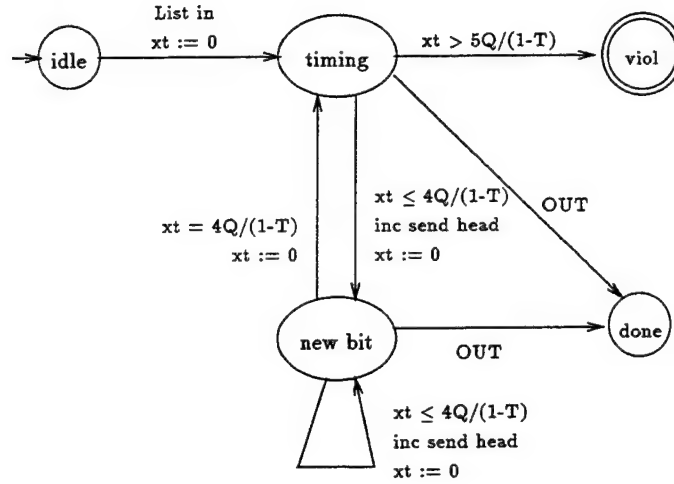 List in
xt := 0
idle
timing
xt > 5Q/(1-T)
viol
xt = 4Q/(1-T)
xt := 0
xt ≤ 4Q/(1-T)
inc send head
xt := 0
OUT
new bit
OUT
done
xt ≤ 4Q/(1-T)
inc send head
xt := 0